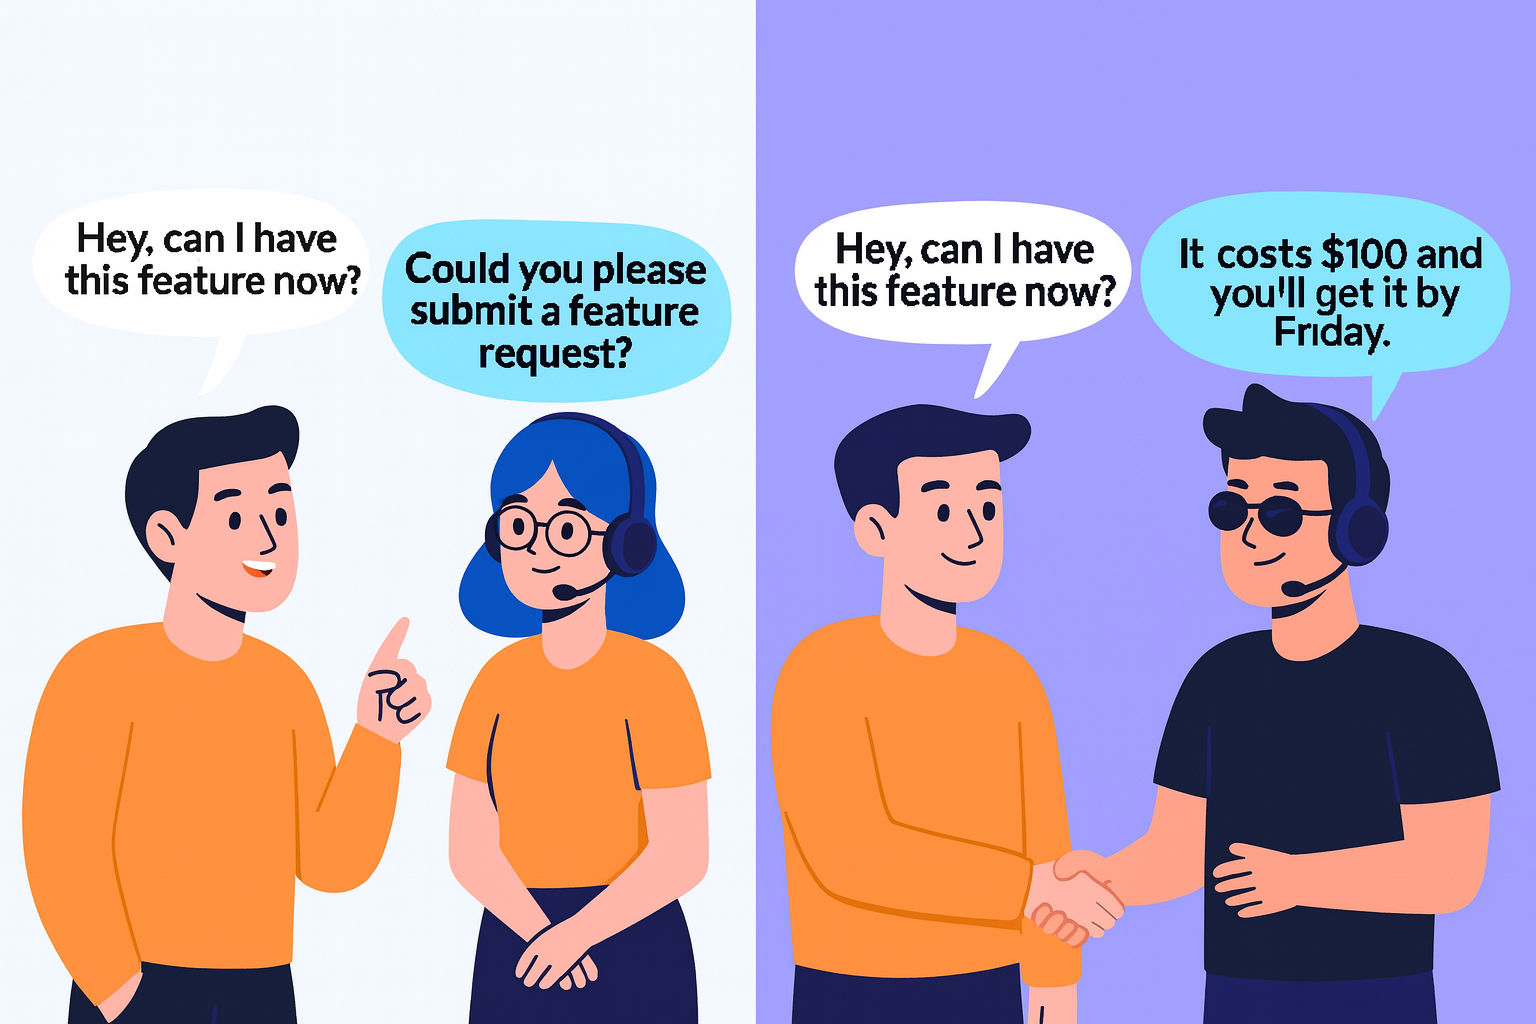 Hey, can I have
this feature now?
Could you please
submit a feature
request?
Hey, can I have
this feature now?
It costs $100 and
you'll get it by
Friday.